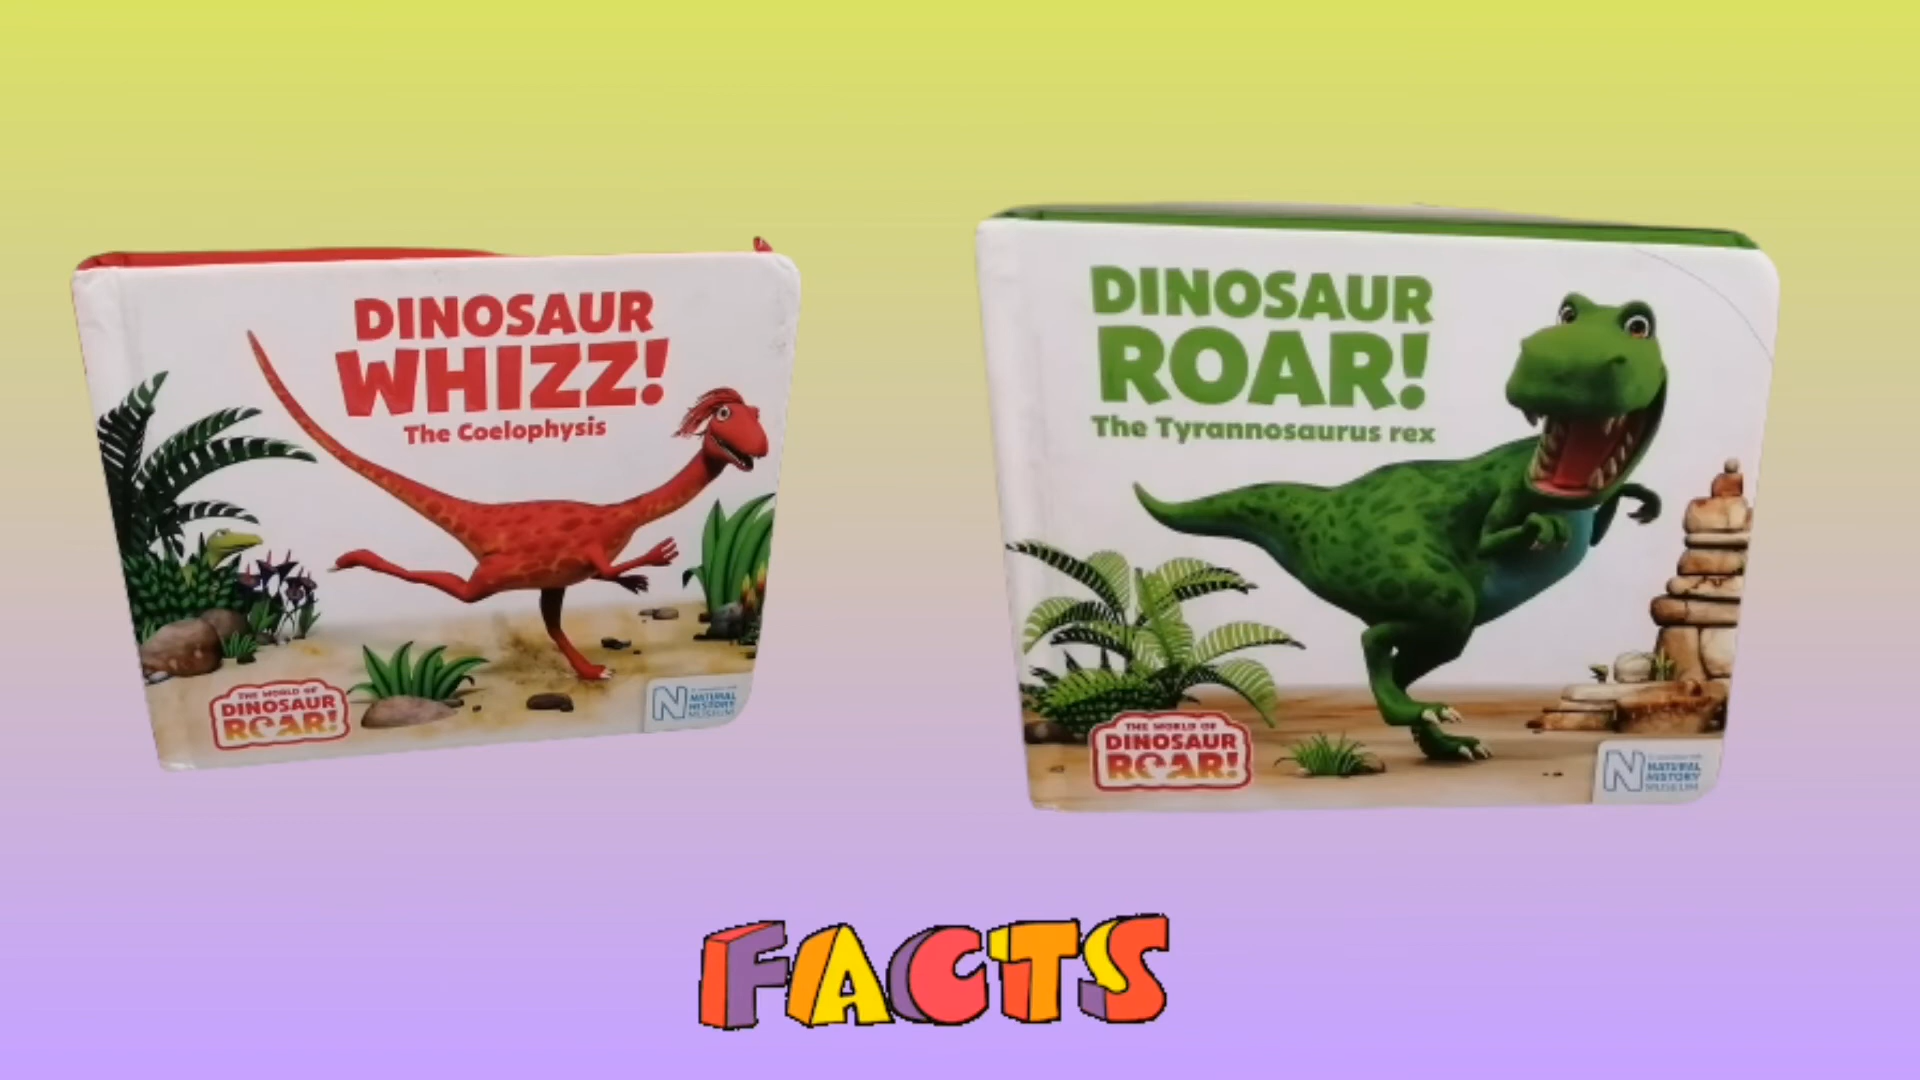 DINOSAUR
WHIZZ!
The Coelophysis
THE WORLD OF
DINOSAUR
ROAR!
NATURAL
HISTORY
MUSEUM
DINOSAUR
ROAR!
The Tyrannosaurus rex
THE WORLD OF
DINOSAUR
ROAR!
NATURAL
HISTORY
MUSEUM
FACTS